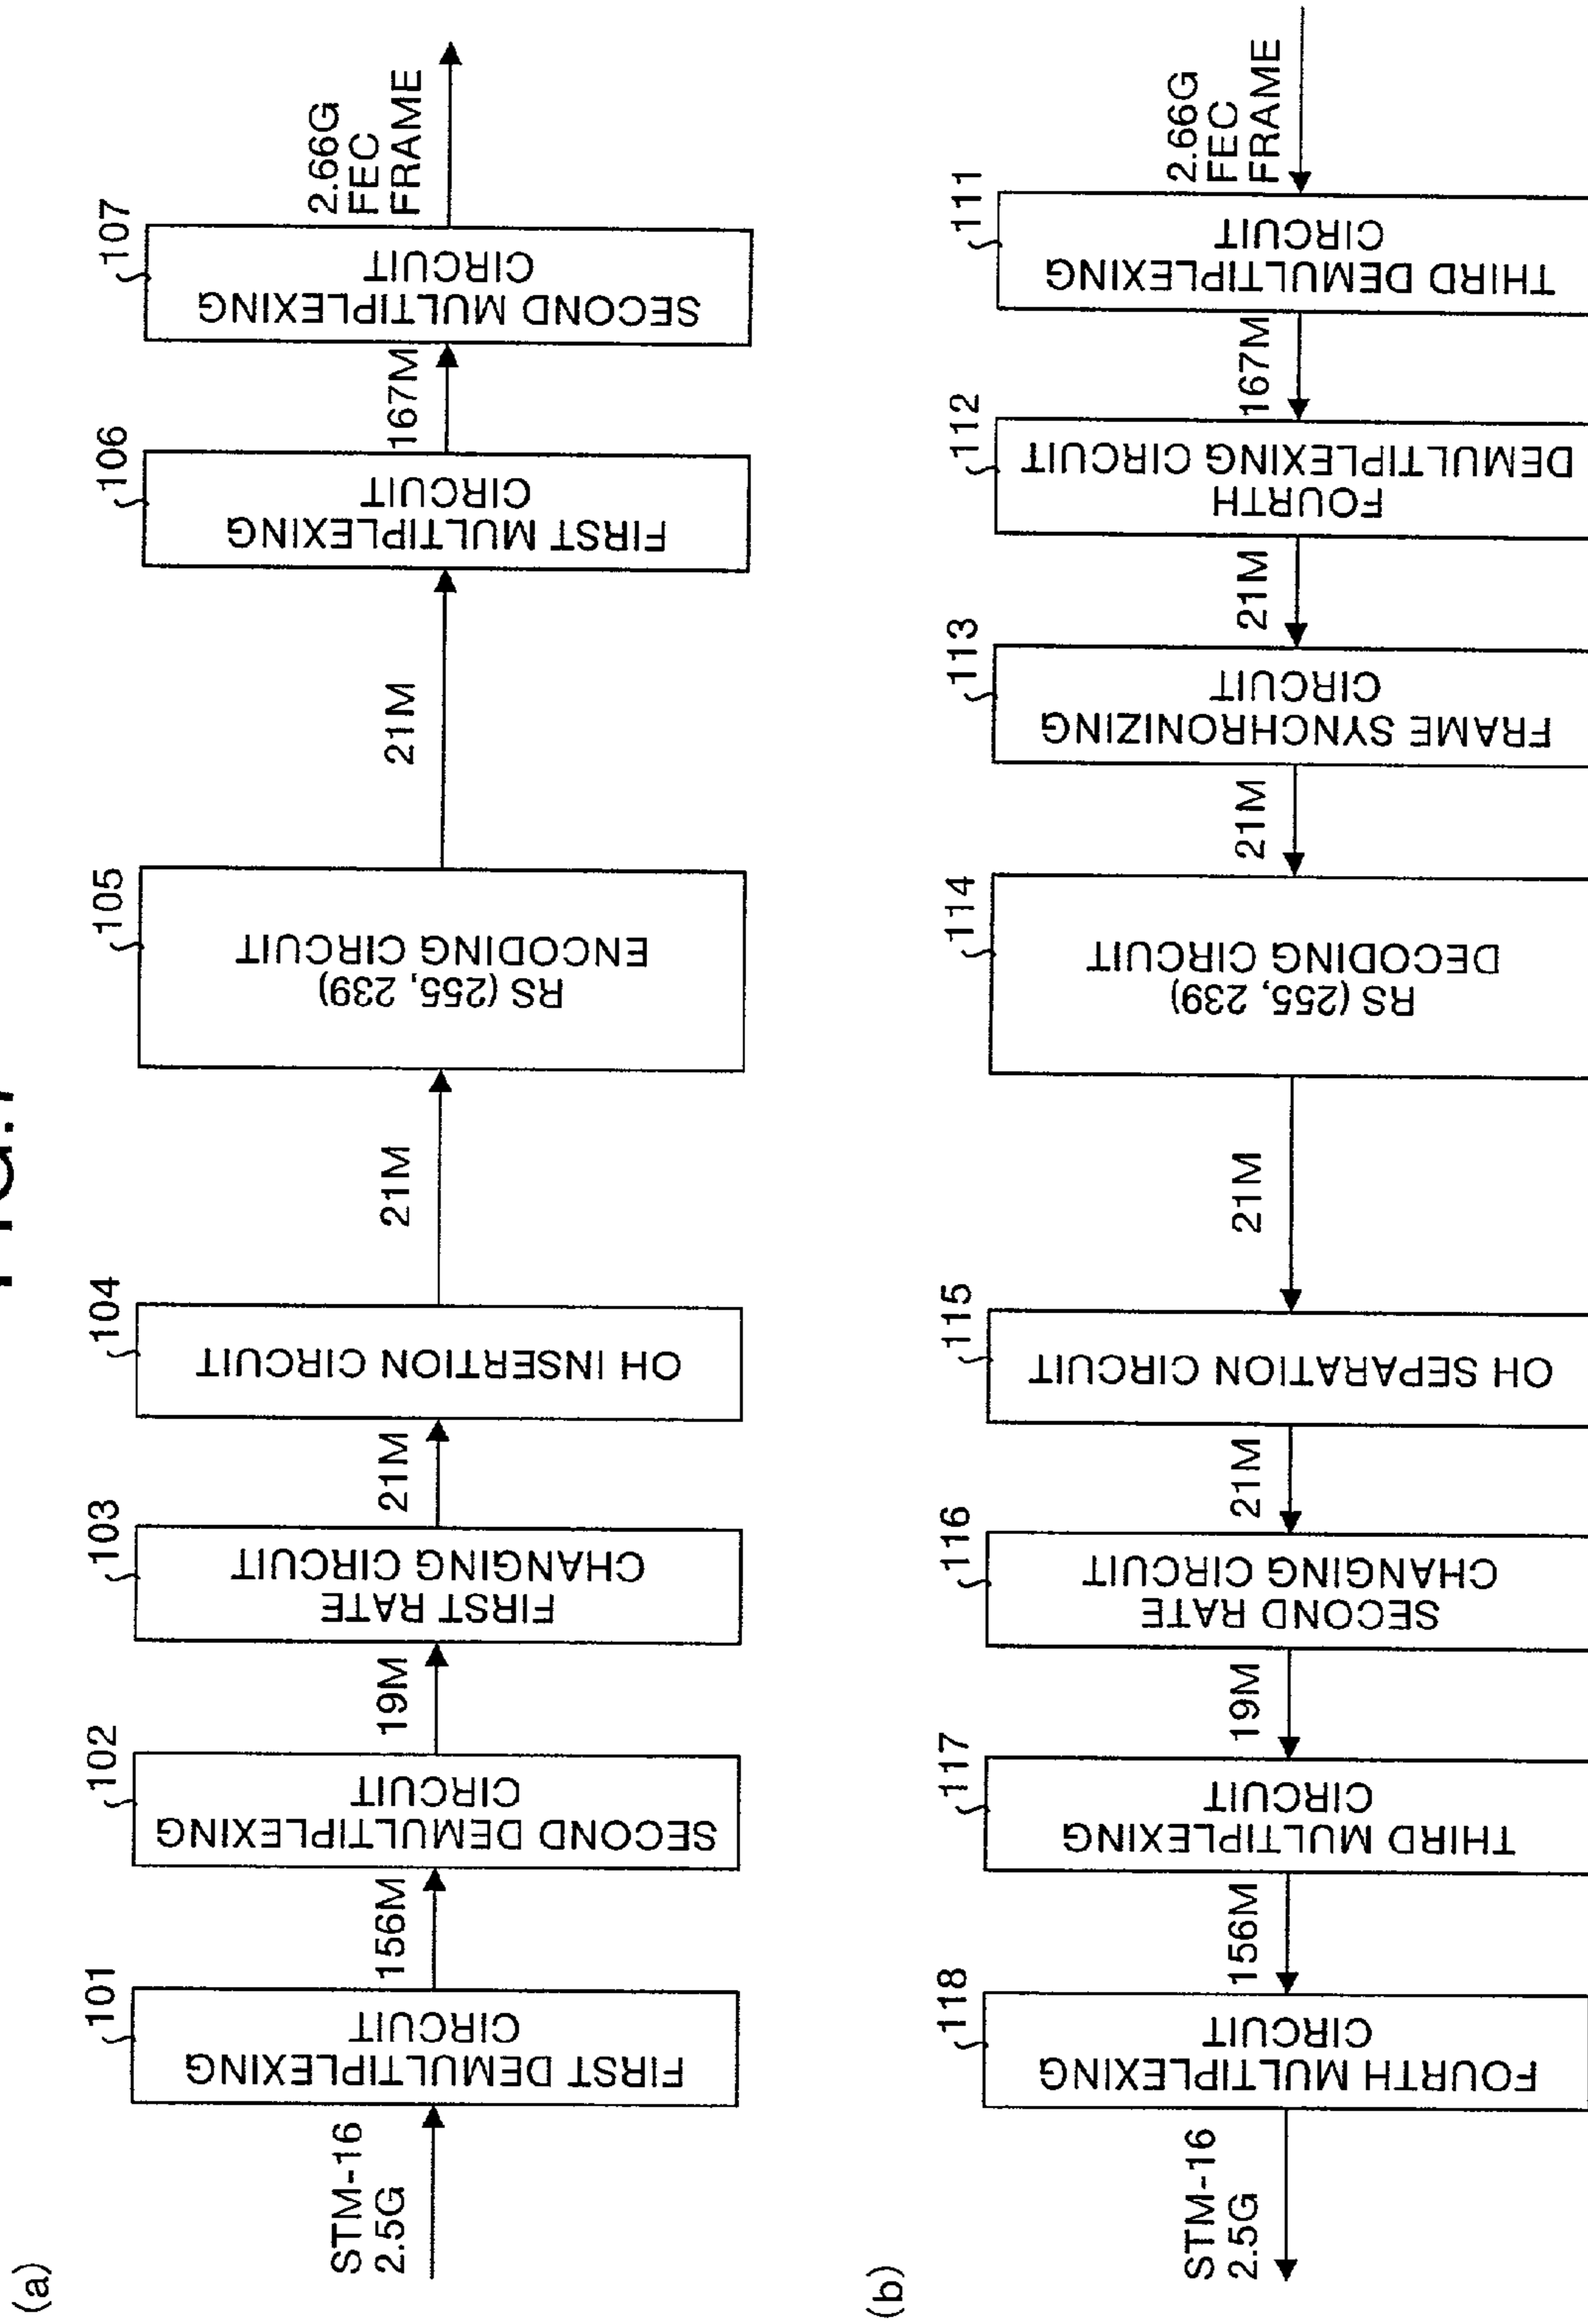 FIG.7
(a)
STM-16
2.5G
101
FIRST DEMULTIPLEXING
CIRCUIT
156M
102
SECOND DEMULTIPLEXING
CIRCUIT
19M
103
FIRST RATE
CHANGING CIRCUIT
21M
104
OH INSERTION CIRCUIT
21M
105
RS (255, 239)
ENCODING CIRCUIT
21M
106
FIRST MULTIPLEXING
CIRCUIT
167M
107
SECOND MULTIPLEXING
CIRCUIT
2.66G
FEC
FRAME
(b)
STM-16
2.5G
118
FOURTH MULTIPLEXING
CIRCUIT
156M
117
THIRD MULTIPLEXING
CIRCUIT
19M
116
SECOND RATE
CHANGING CIRCUIT
21M
115
OH SEPARATION CIRCUIT
21M
114
RS (255, 239)
DECODING CIRCUIT
21M
113
FRAME SYNCHRONIZING
CIRCUIT
21M
112
FOURTH
DEMULTIPLEXING CIRCUIT
167M
111
THIRD DEMULTIPLEXING
CIRCUIT
2.66G
FEC
FRAME